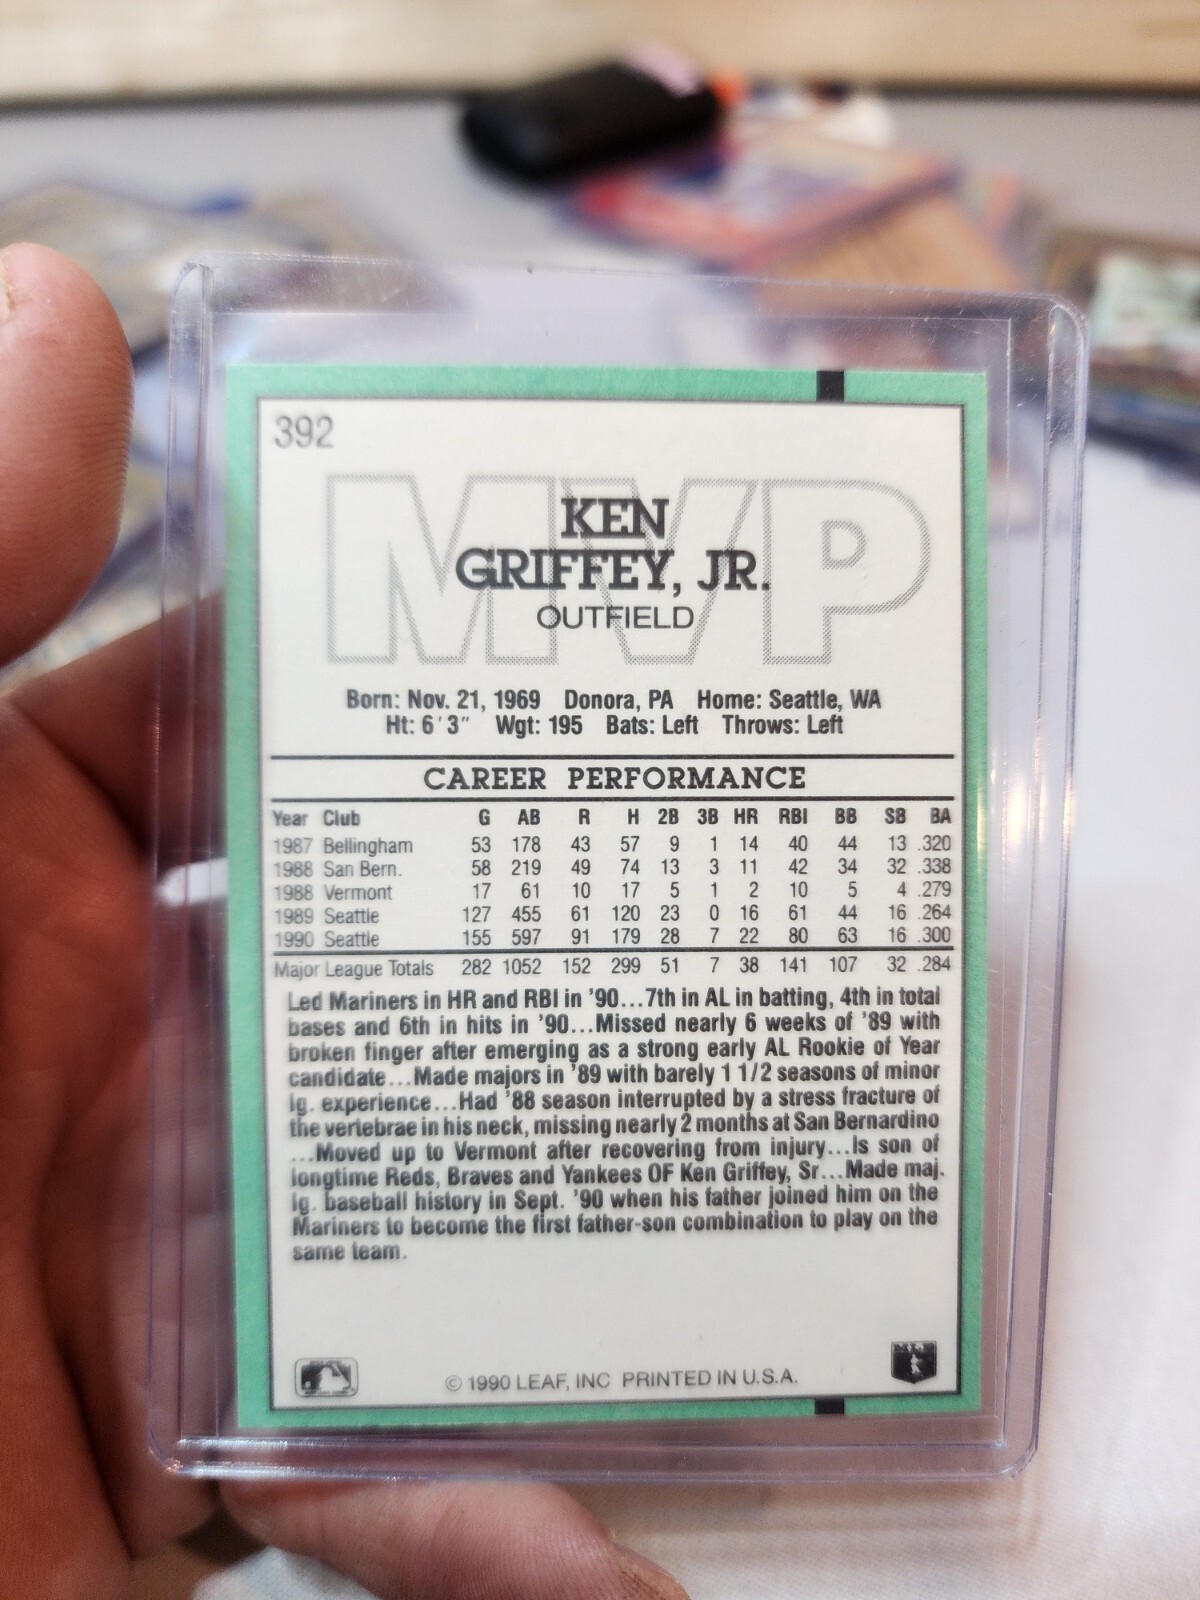 392
MVP
KEN
GRIFFEY, JR.
OUTFIELD
Born: Nov. 21, 1969 Donora, PA Home: Seattle, WA
Ht: 6'3" Wgt: 195 Bats: Left Throws: Left
CAREER PERFORMANCE
Year Club G AB R H 2B 3B HR RBI BB SB BA
1987 Bellingham 53 178 43 57 9 1 14 40 44 13 .320
1988 San Bern. 58 219 49 74 13 3 11 42 34 32 .338
1988 Vermont 17 61 10 17 5 1 2 10 5 4 .279
1989 Seattle 127 455 61 120 23 0 16 61 44 16 .264
1990 Seattle 155 597 91 179 28 7 22 80 63 16 .300
Major League Totals 282 1052 152 299 51 7 38 141 107 32 .284
Led Mariners in HR and RBI in '90...7th in AL in batting, 4th in total
bases and 6th in hits in '90...Missed nearly 6 weeks of '89 with
broken finger after emerging as a strong early AL Rookie of Year
candidate...Made majors in '89 with barely 1 1/2 seasons of minor
lg. experience...Had '88 season interrupted by a stress fracture of
the vertebrae in his neck, missing nearly 2 months at San Bernardino
...Moved up to Vermont after recovering from injury...Is son of
longtime Reds, Braves and Yankees OF Ken Griffey, Sr...Made maj.
lg. baseball history in Sept. '90 when his father joined him on the
Mariners to become the first father-son combination to play on the
same team.
© 1990 LEAF, INC PRINTED IN U.S.A.